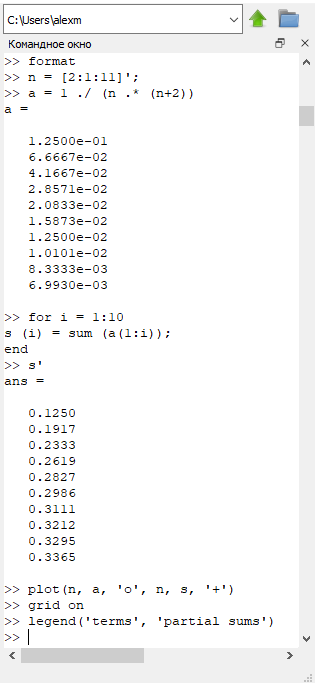 C:\Users\alexm
Командное окно
>> format
>> n = [2:1:11]';
>> a = 1 ./ (n .* (n+2))
a =
1.2500e-01
6.6667e-02
4.1667e-02
2.8571e-02
2.0833e-02
1.5873e-02
1.2500e-02
1.0101e-02
8.3333e-03
6.9930e-03
>> for i = 1:10
s (i) = sum (a(1:i));
end
>> s'
ans =
0.1250
0.1917
0.2333
0.2619
0.2827
0.2986
0.3111
0.3212
0.3295
0.3365
>> plot(n, a, 'o', n, s, '+')
>> grid on
>> legend('terms', 'partial sums')
>>